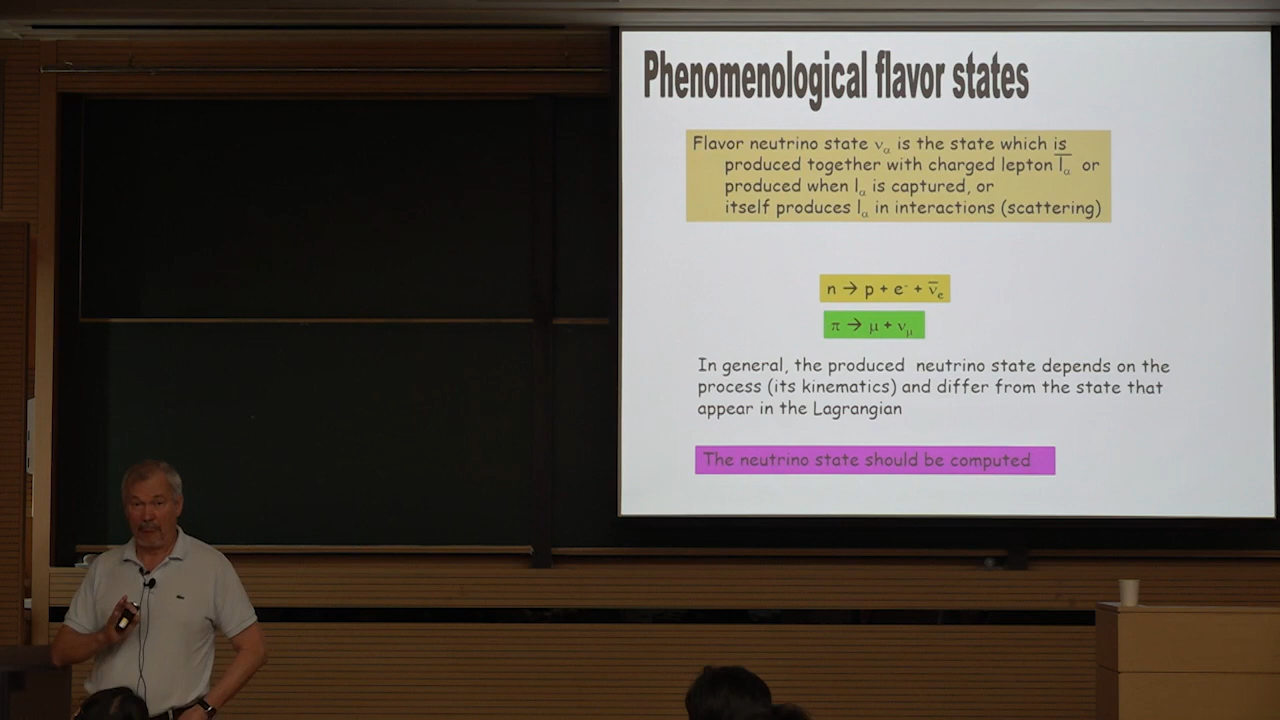 Phenomenological flavor states
Flavor neutrino state να is the state which is
produced together with charged lepton l̅α or
produced when lα is captured, or
itself produces lα in interactions (scattering)
n → p + e⁻ + ν̅e
π → μ + νμ
In general, the produced neutrino state depends on the
process (its kinematics) and differ from the state that
appear in the Lagrangian
The neutrino state should be computed